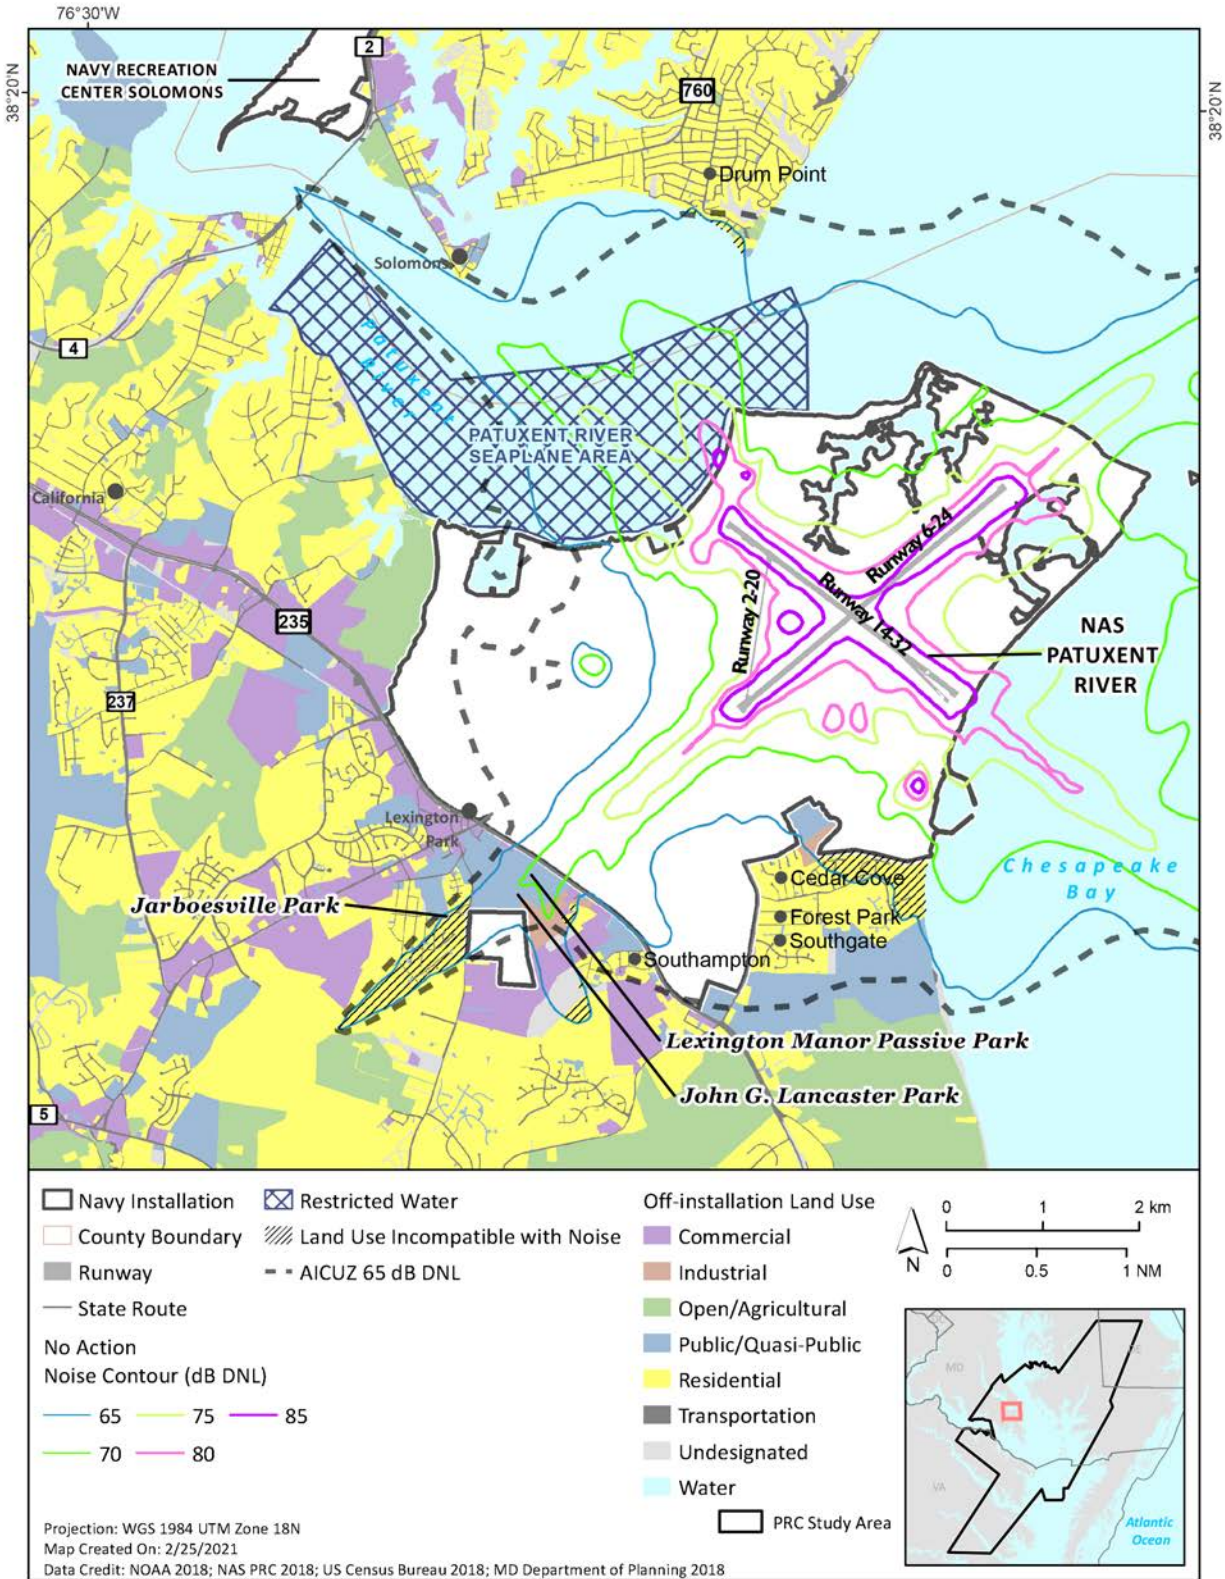 76°30'W
38°20'N
38°20'N
2
NAVY RECREATION
CENTER SOLOMONS
760
Drum Point
Solomons
4
Patuxent
River
PATUXENT RIVER
SEAPLANE AREA
California
Runway 6-24
Runway 2-20
Runway 14-32
235
NAS
PATUXENT
RIVER
237
Lexington
Park
Chesapeake
Bay
Cedar Cove
Jarboesville Park
Forest Park
Southgate
Southampton
Lexington Manor Passive Park
John G. Lancaster Park
5
Navy Installation
County Boundary
Runway
State Route
Restricted Water
Land Use Incompatible with Noise
AICUZ 65 dB DNL
No Action
Noise Contour (dB DNL)
65
75
85
70
80
Off-installation Land Use
Commercial
Industrial
Open/Agricultural
Public/Quasi-Public
Residential
Transportation
Undesignated
Water
PRC Study Area
N
0 1 2 km
0 0.5 1 NM
MD
DE
VA
Atlantic
Ocean
Projection: WGS 1984 UTM Zone 18N
Map Created On: 2/25/2021
Data Credit: NOAA 2018; NAS PRC 2018; US Census Bureau 2018; MD Department of Planning 2018